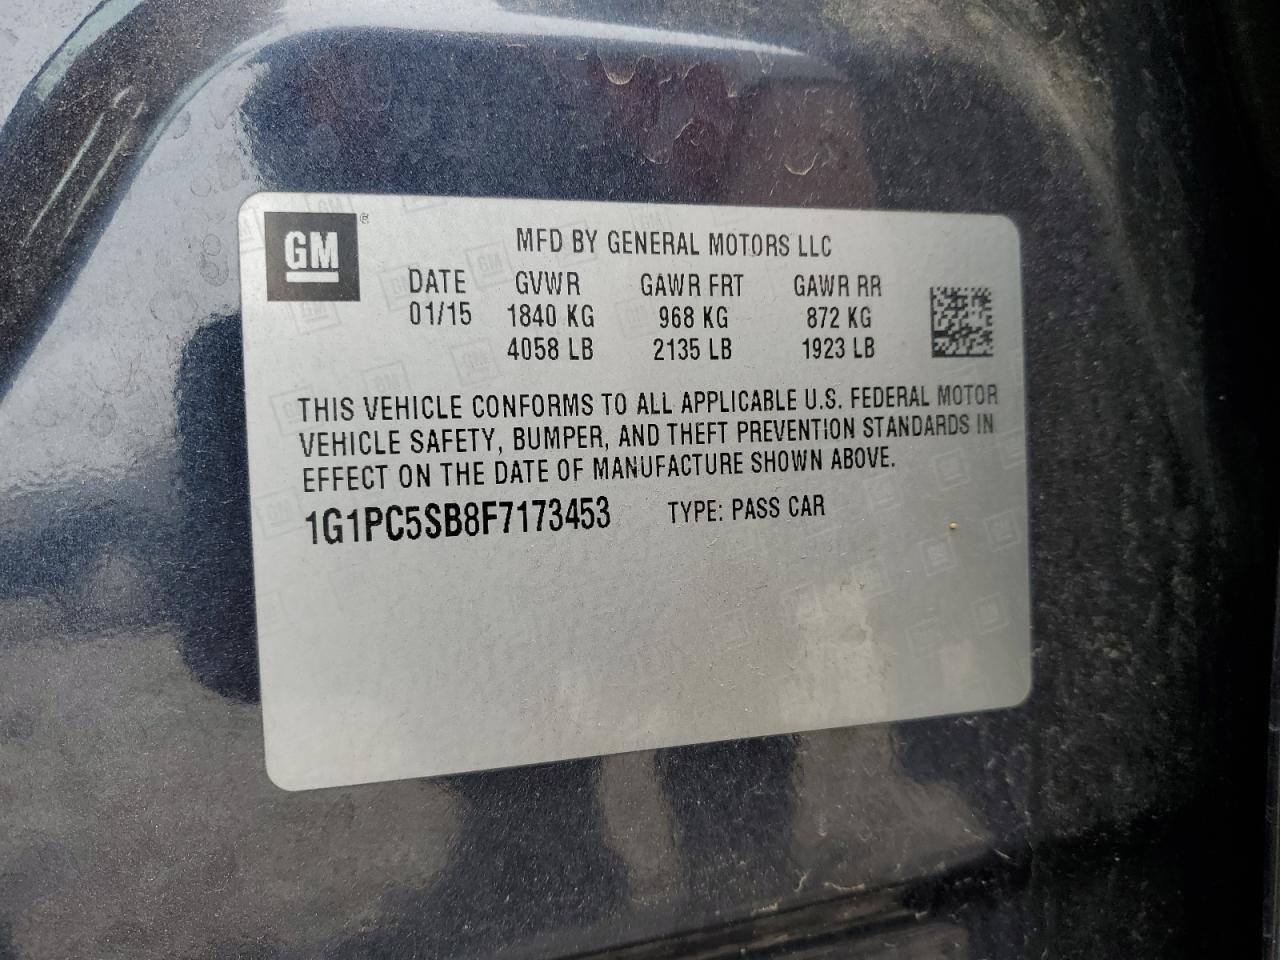 GM®
MFD BY GENERAL MOTORS LLC
DATE GVWR GAWR FRT GAWR RR
01/15 1840 KG 968 KG 872 KG
4058 LB 2135 LB 1923 LB
THIS VEHICLE CONFORMS TO ALL APPLICABLE U.S. FEDERAL MOTOR
VEHICLE SAFETY, BUMPER, AND THEFT PREVENTION STANDARDS IN
EFFECT ON THE DATE OF MANUFACTURE SHOWN ABOVE.
1G1PC5SB8F7173453 TYPE: PASS CAR